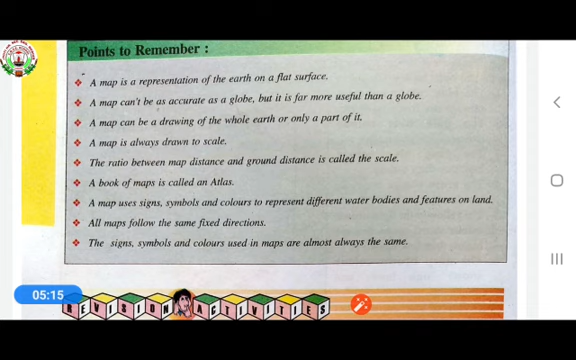 Points to Remember :
A map is a representation of the earth on a flat surface.
A map can't be as accurate as a globe, but it is far more useful than a globe.
A map can be a drawing of the whole earth or only a part of it.
A map is always drawn to scale.
The ratio between map distance and ground distance is called the scale.
A book of maps is called an Atlas.
A map uses signs, symbols and colours to represent different water bodies and features on land.
All maps follow the same fixed directions.
The signs, symbols and colours used in maps are almost always the same.
05:15
REVISION ACTIVITIES